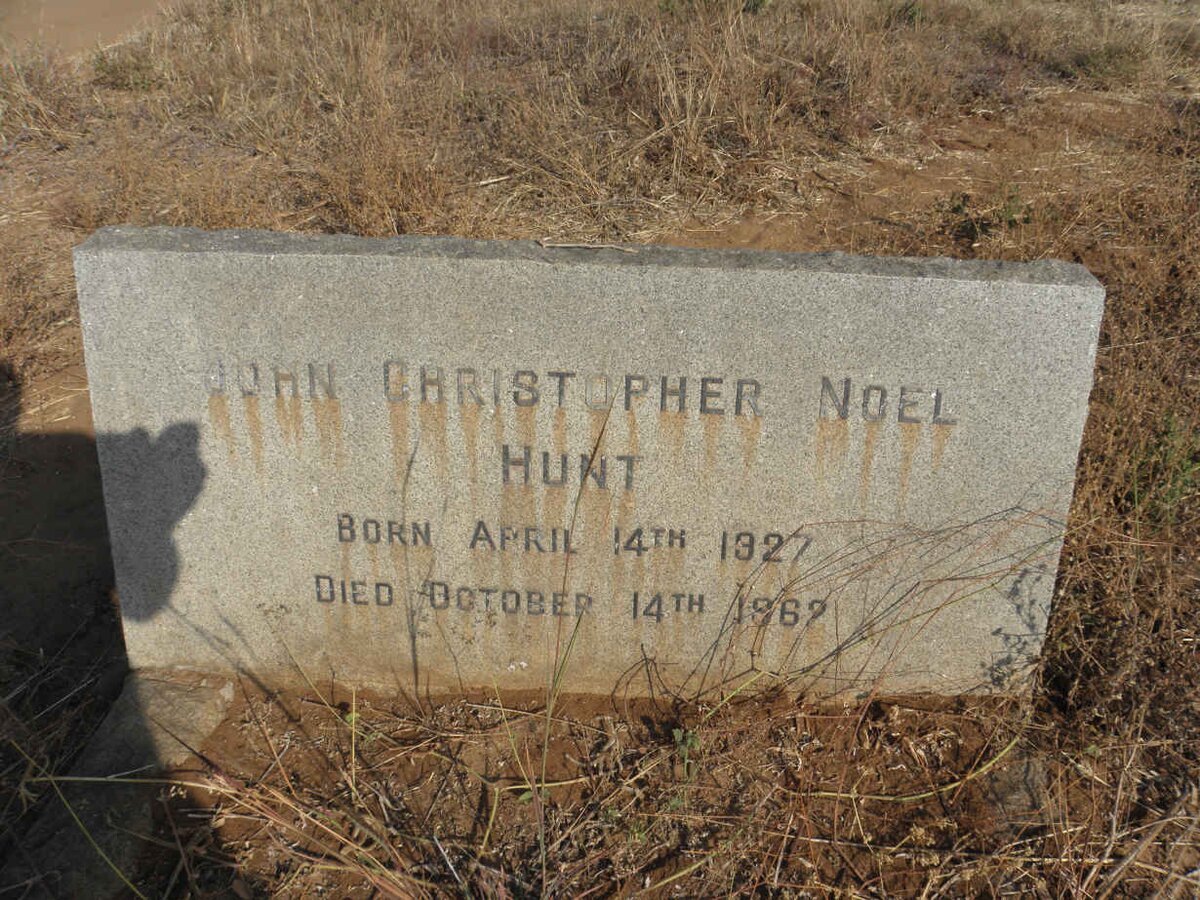 JOHN CHRISTOPHER NOEL
HUNT
BORN APRIL 14TH 1927
DIED OCTOBER 14TH 1962